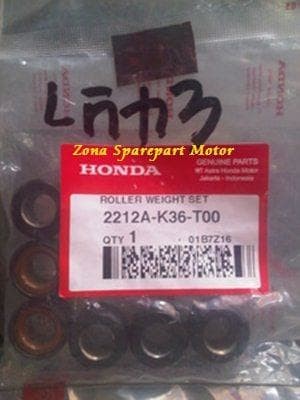 Zona Sparepart Motor
HONDA
GENUINE PARTS
PT Astra Honda Motor
Jakarta - Indonesia
ROLLER WEIGHT SET
2212A-K36-T00
QTY 1
01B7Z16